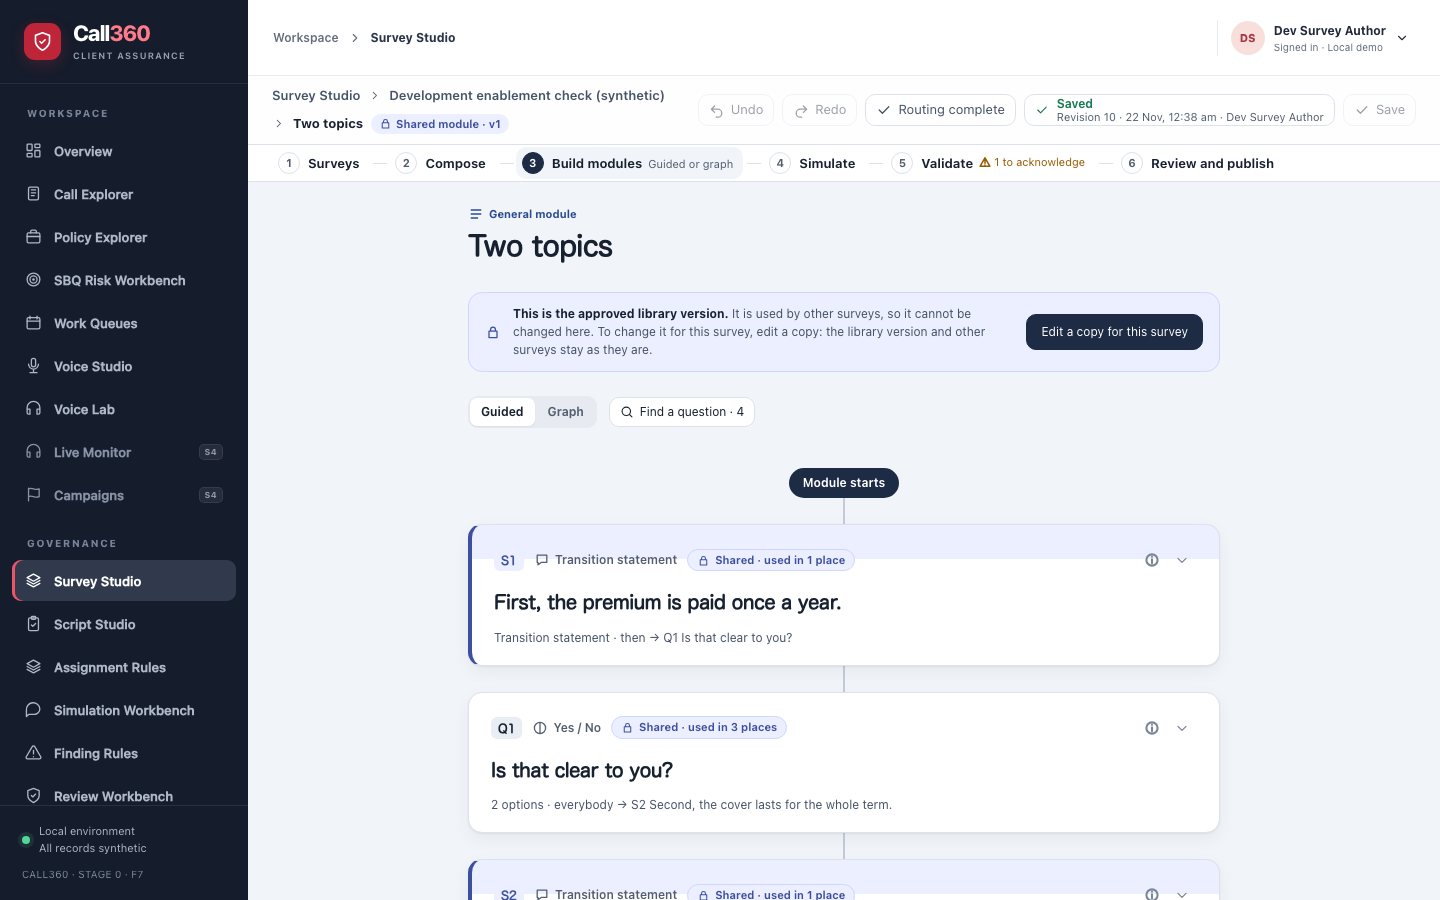 Call360
CLIENT ASSURANCE
WORKSPACE
Overview
Call Explorer
Policy Explorer
SBQ Risk Workbench
Work Queues
Voice Studio
Voice Lab
Live Monitor S4
Campaigns S4
GOVERNANCE
Survey Studio
Script Studio
Assignment Rules
Simulation Workbench
Finding Rules
Review Workbench
Local environment
All records synthetic
CALL360 · STAGE 0 · F7
Workspace > Survey Studio
DS
Dev Survey Author
Signed in · Local demo
Survey Studio > Development enablement check (synthetic)
> Two topics Shared module · v1
Undo
Redo
Routing complete
Saved
Revision 10 · 22 Nov, 12:38 am · Dev Survey Author
Save
1 Surveys
2 Compose
3 Build modules Guided or graph
4 Simulate
5 Validate 1 to acknowledge
6 Review and publish
General module
Two topics
This is the approved library version. It is used by other surveys, so it cannot be
changed here. To change it for this survey, edit a copy: the library version and other
surveys stay as they are.
Edit a copy for this survey
Guided Graph
Find a question · 4
Module starts
S1 Transition statement Shared · used in 1 place
First, the premium is paid once a year.
Transition statement · then → Q1 Is that clear to you?
Q1 Yes / No Shared · used in 3 places
Is that clear to you?
2 options · everybody → S2 Second, the cover lasts for the whole term.
S2 Transition statement Shared · used in 1 place